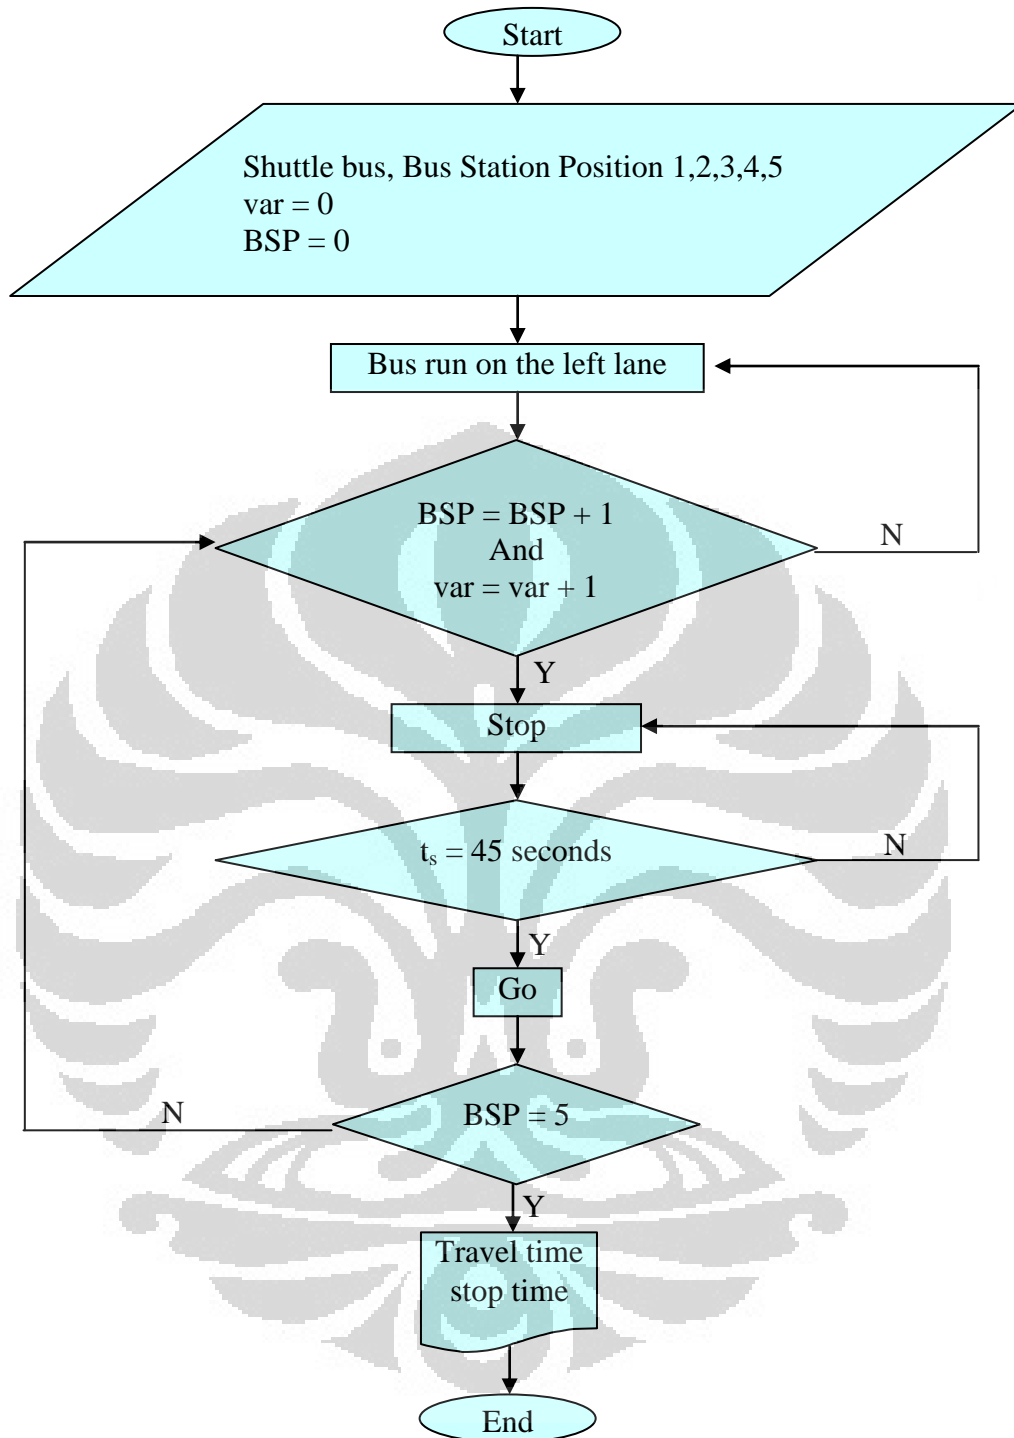 Start
Shuttle bus, Bus Station Position 1,2,3,4,5
var = 0
BSP = 0
Bus run on the left lane
BSP = BSP + 1
And
var = var + 1
N
Y
Stop
t_s = 45 seconds
N
Y
Go
BSP = 5
N
Y
Travel time
stop time
End